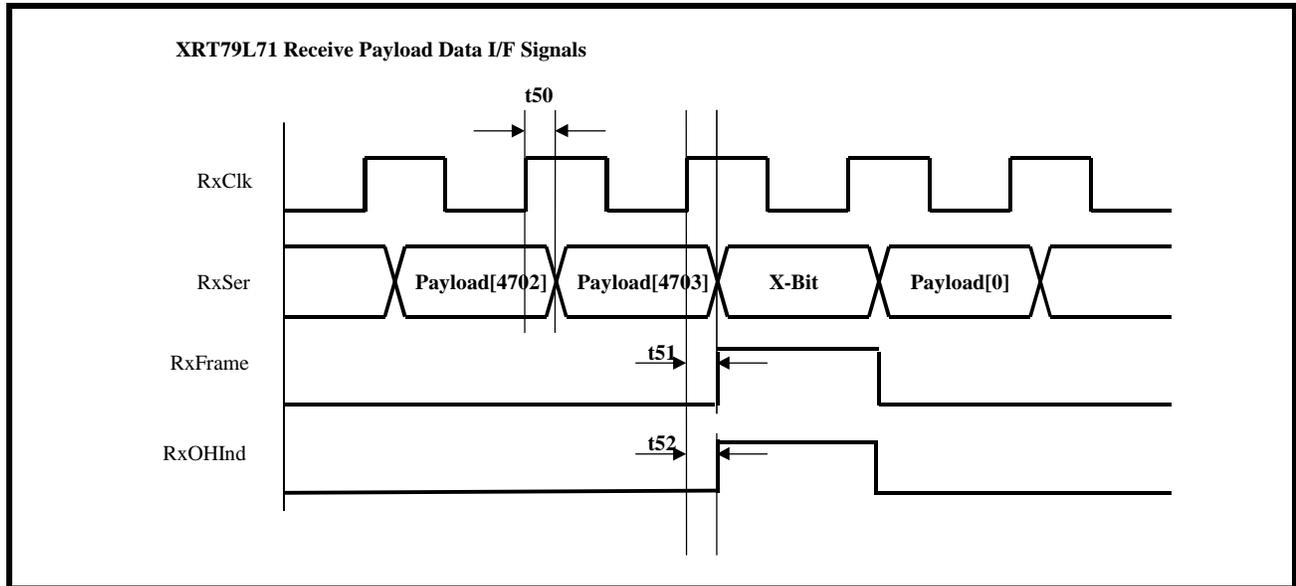 XRT79L71 Receive Payload Data I/F Signals
t50
RxClk
RxSer
Payload[4702]
Payload[4703]
X-Bit
Payload[0]
RxFrame
t51
RxOHInd
t52